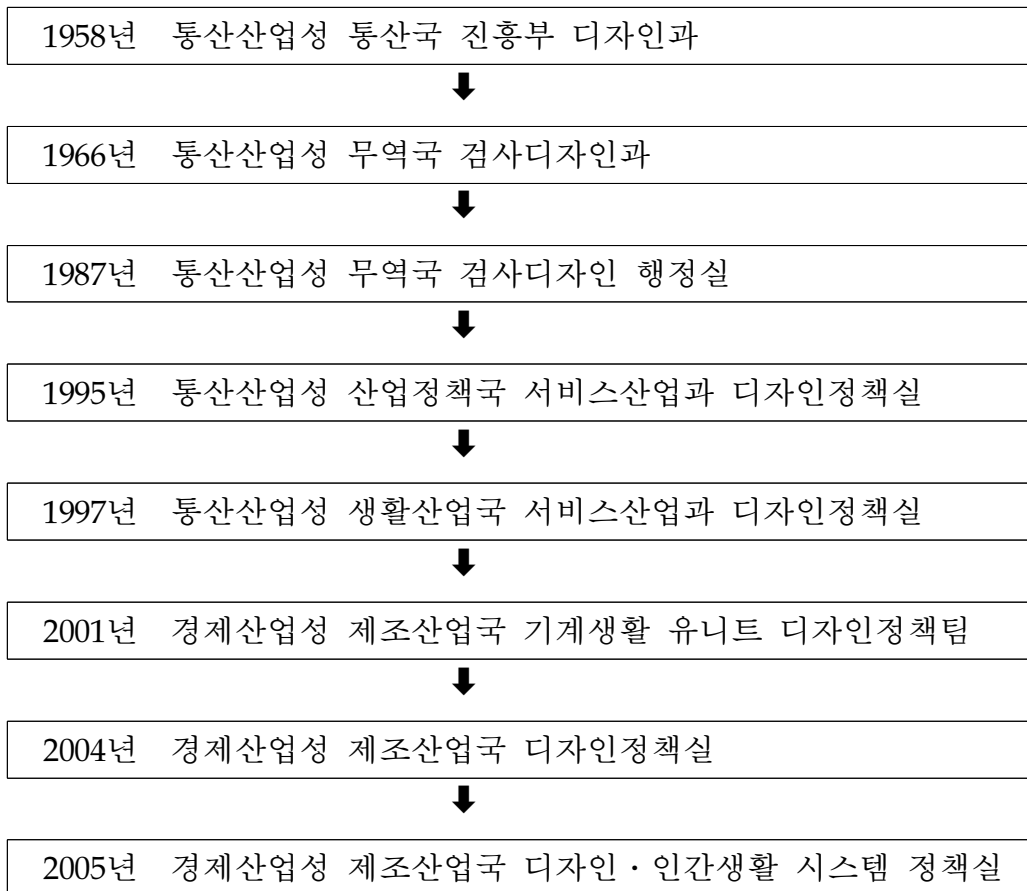 1958년 통산산업성 통산국 진흥부 디자인과
1966년 통산산업성 무역국 검사디자인과
1987년 통산산업성 무역국 검사디자인 행정실
1995년 통산산업성 산업정책국 서비스산업과 디자인정책실
1997년 통산산업성 생활산업국 서비스산업과 디자인정책실
2001년 경제산업성 제조산업국 기계생활 유니트 디자인정책팀
2004년 경제산업성 제조산업국 디자인정책실
2005년 경제산업성 제조산업국 디자인·인간생활 시스템 정책실